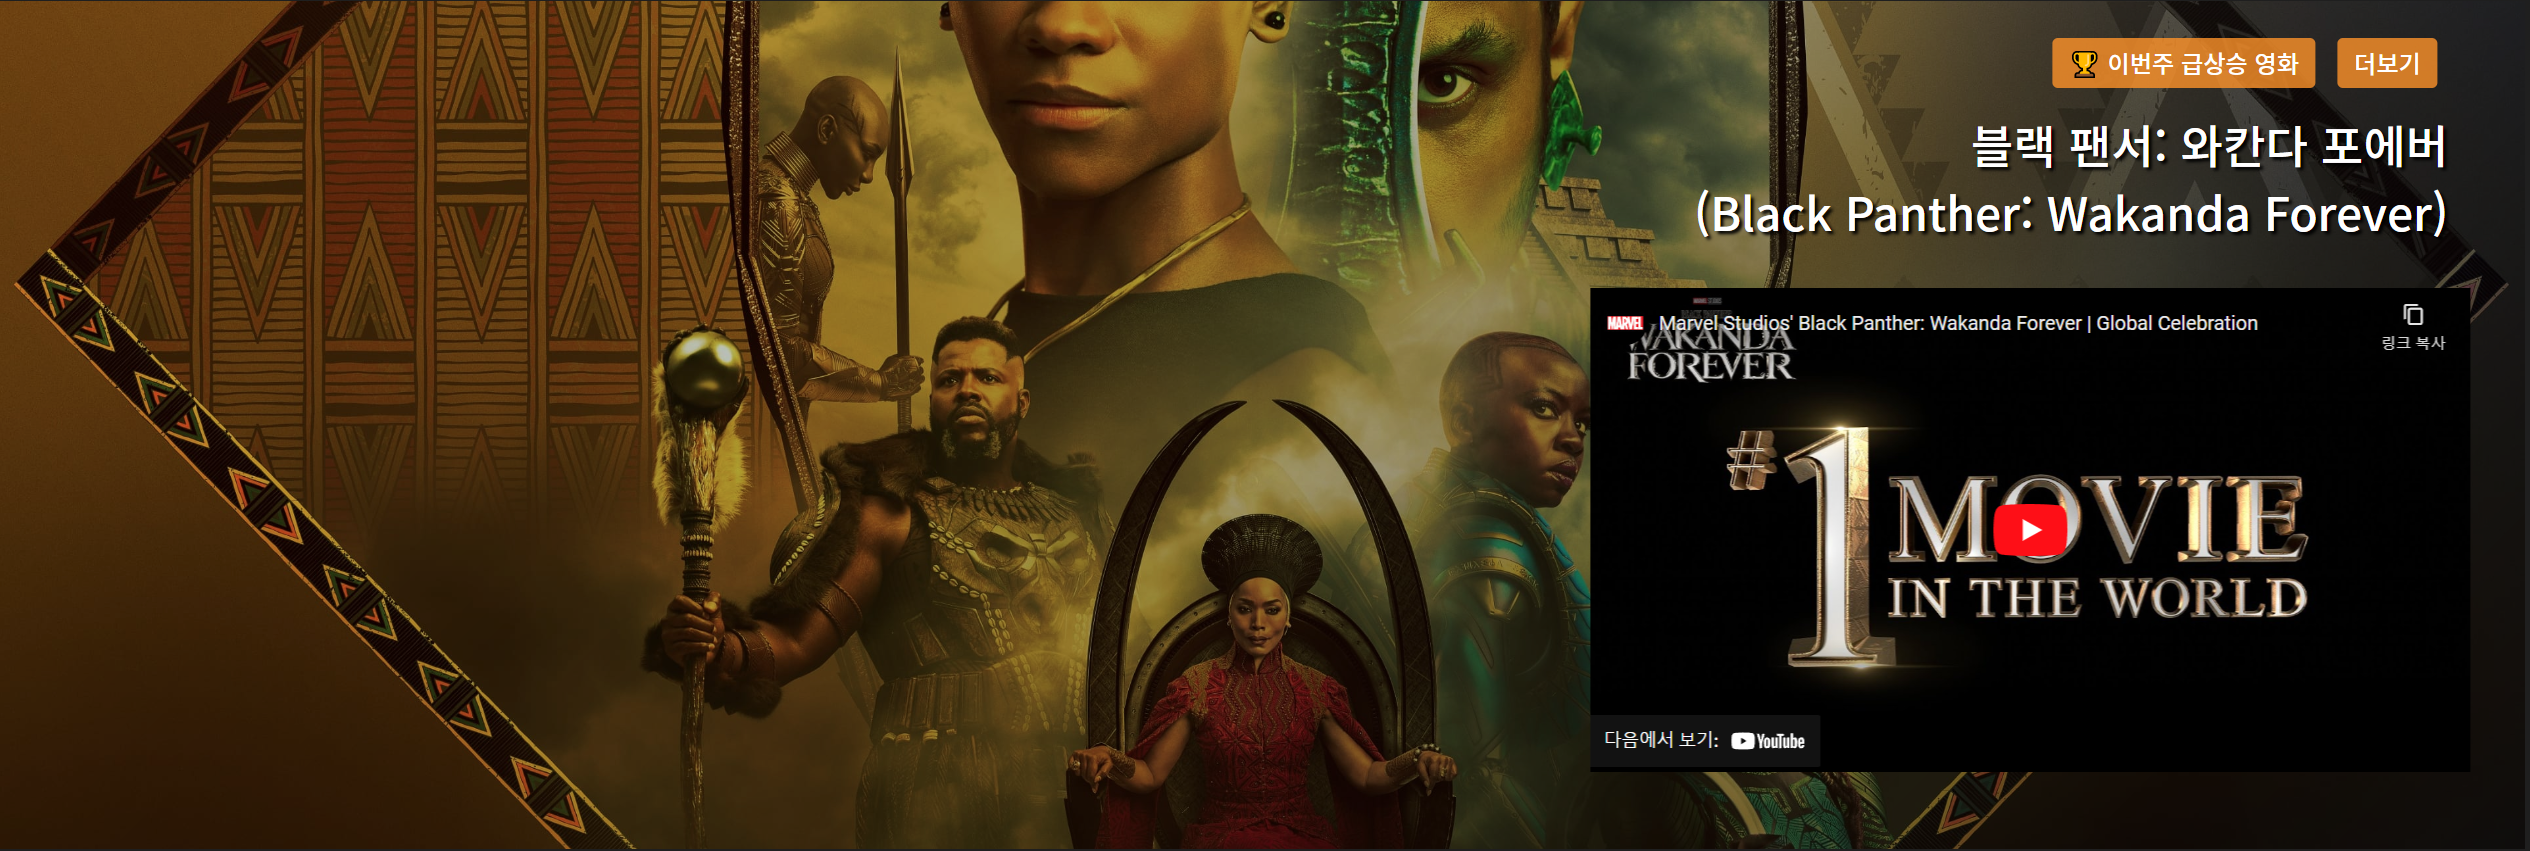 🏆 이번주 급상승 영화 더보기
블랙 팬서: 와칸다 포에버
(Black Panther: Wakanda Forever)
MARVEL Marvel Studios' Black Panther: Wakanda Forever | Global Celebration
링크 복사
WAKANDA
FOREVER
#1 MOVIE
IN THE WORLD
다음에서 보기: YouTube